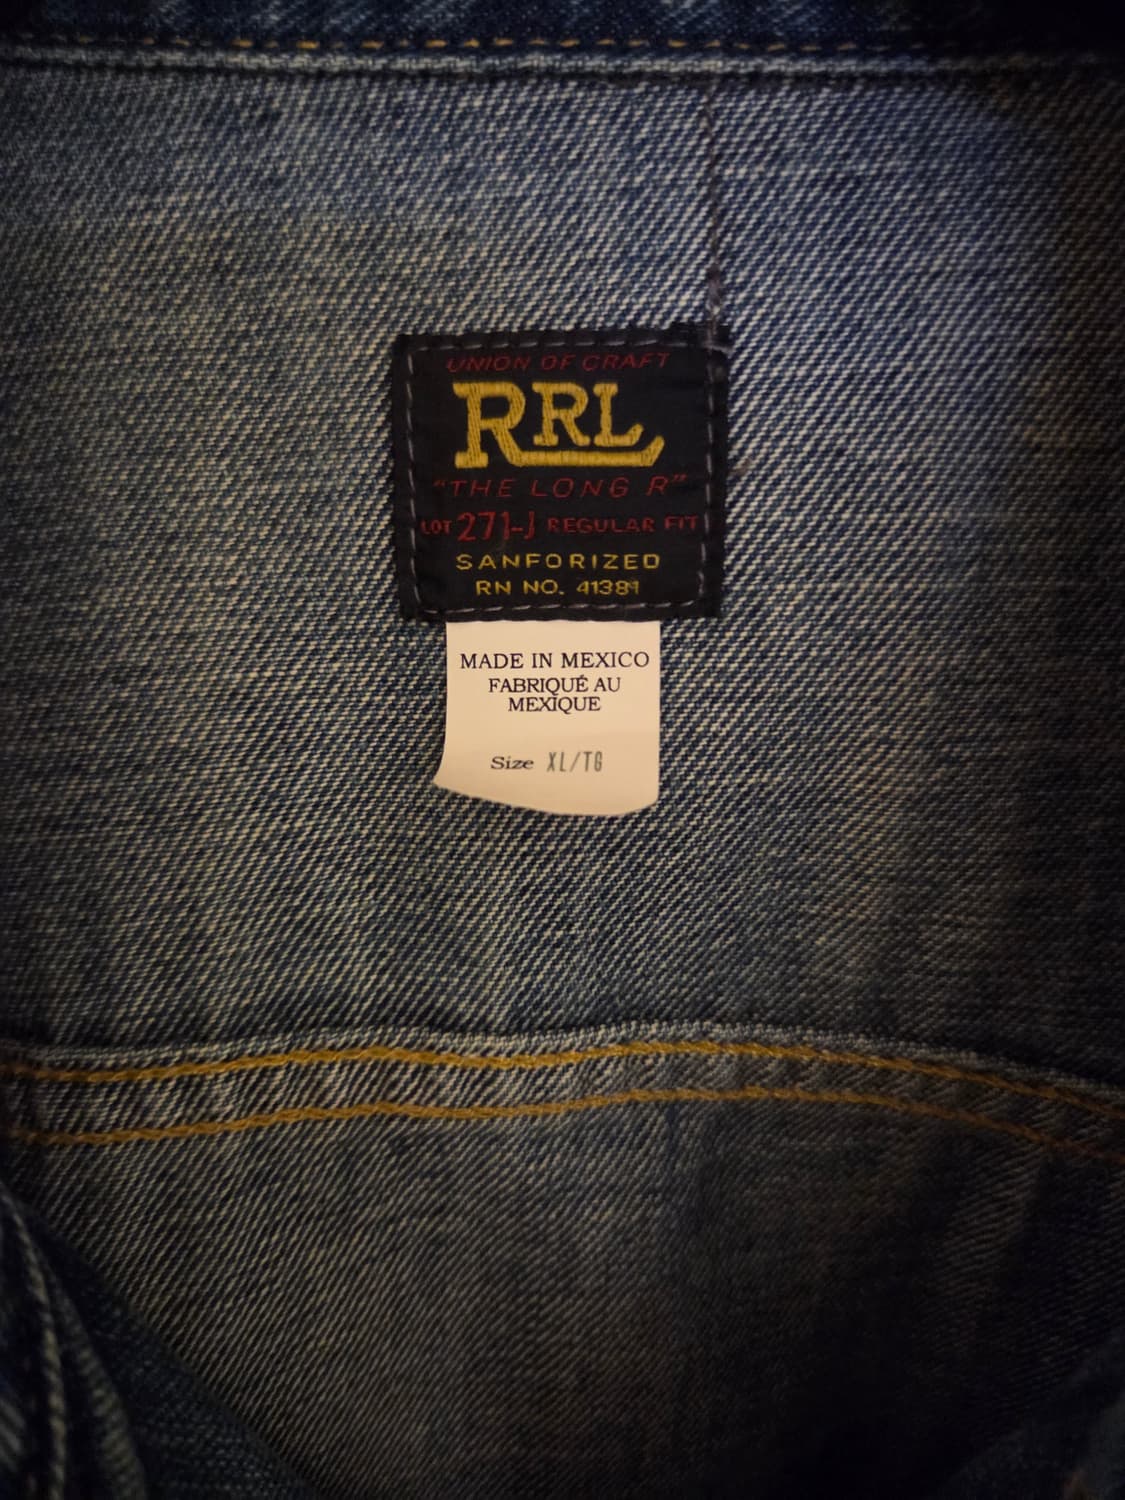 UNION OF CRAFT
RRL
"THE LONG R"
LOT 271-J REGULAR FIT
SANFORIZED
RN NO. 41381
MADE IN MEXICO
FABRIQUÉ AU
MEXIQUE
Size XL/TG